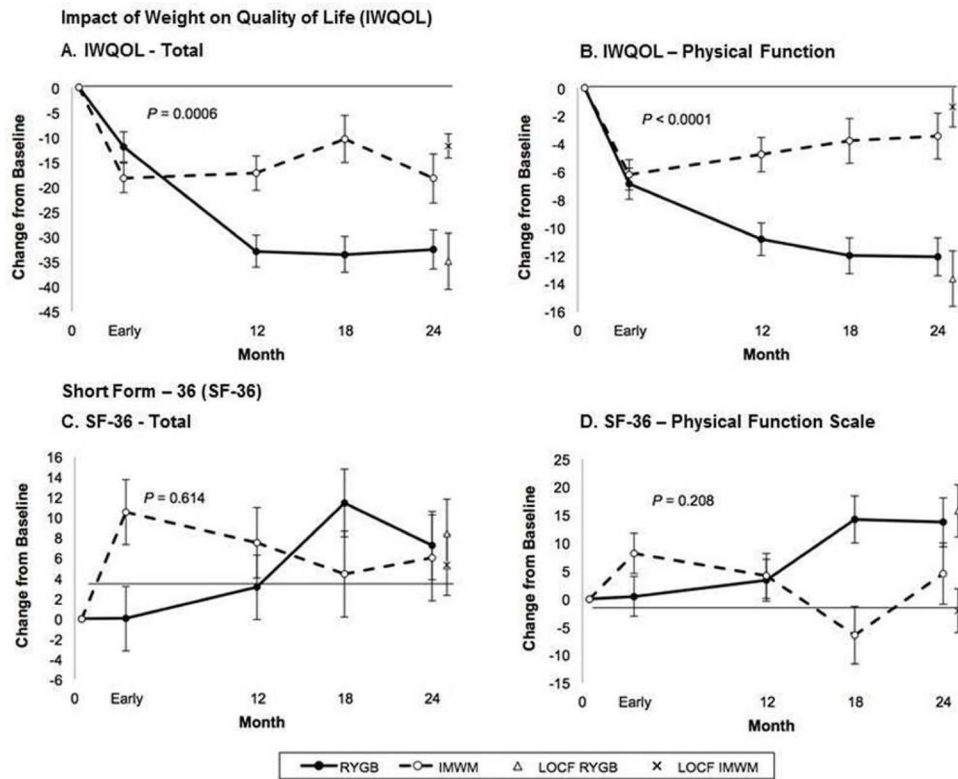 Impact of Weight on Quality of Life (IWQOL)
A. IWQOL - Total
0
-5
-10
-15
-20
-25
-30
-35
-40
-45
Change from Baseline
P = 0.0006
0 Early 12 18 24
Month
B. IWQOL – Physical Function
0
-2
-4
-6
-8
-10
-12
-14
-16
Change from Baseline
P < 0.0001
0 Early 12 18 24
Month
Short Form – 36 (SF-36)
C. SF-36 - Total
16
14
12
10
8
6
4
2
0
-2
-4
-6
Change from Baseline
P = 0.614
0 Early 12 18 24
Month
D. SF-36 – Physical Function Scale
25
20
15
10
5
0
-5
-10
-15
Change from Baseline
P = 0.208
0 Early 12 18 24
Month
RYGB IMWM LOCF RYGB LOCF IMWM